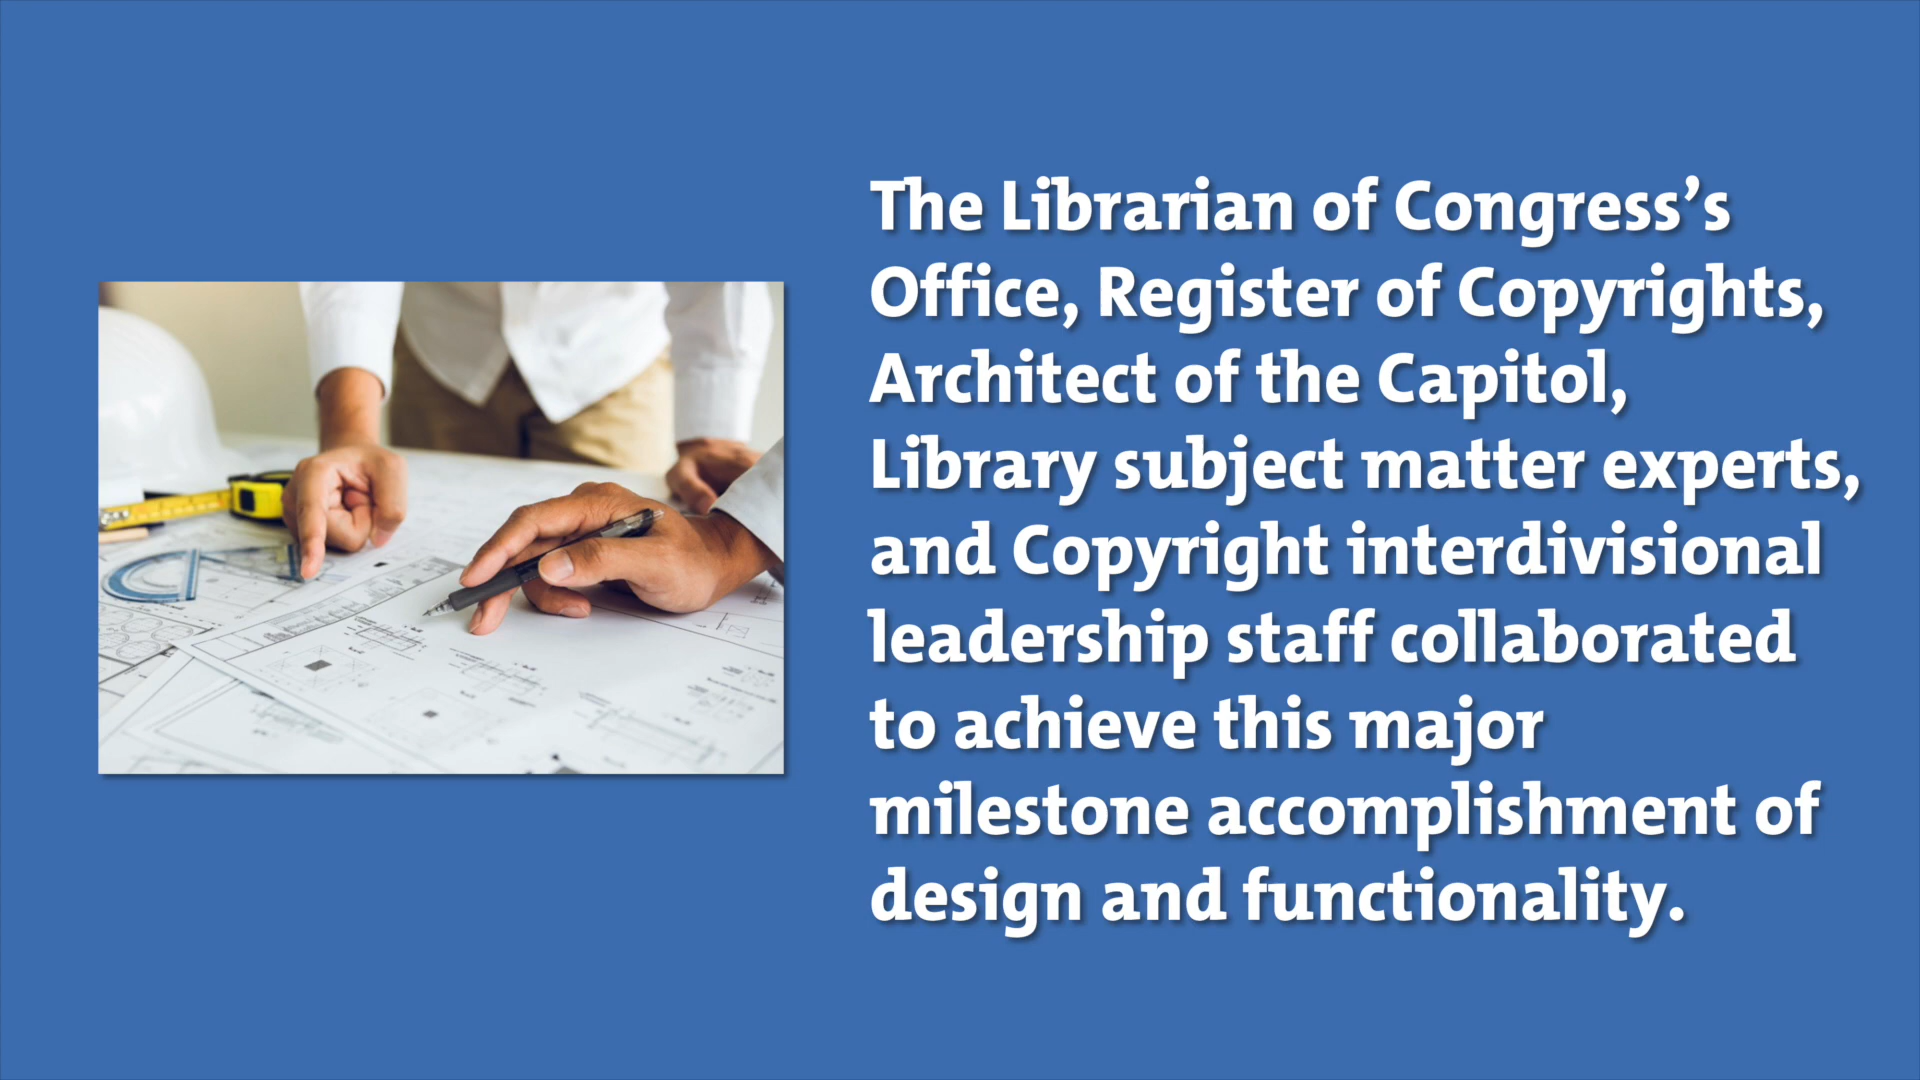 The Librarian of Congress’s
Office, Register of Copyrights,
Architect of the Capitol,
Library subject matter experts,
and Copyright interdivisional
leadership staff collaborated
to achieve this major
milestone accomplishment of
design and functionality.